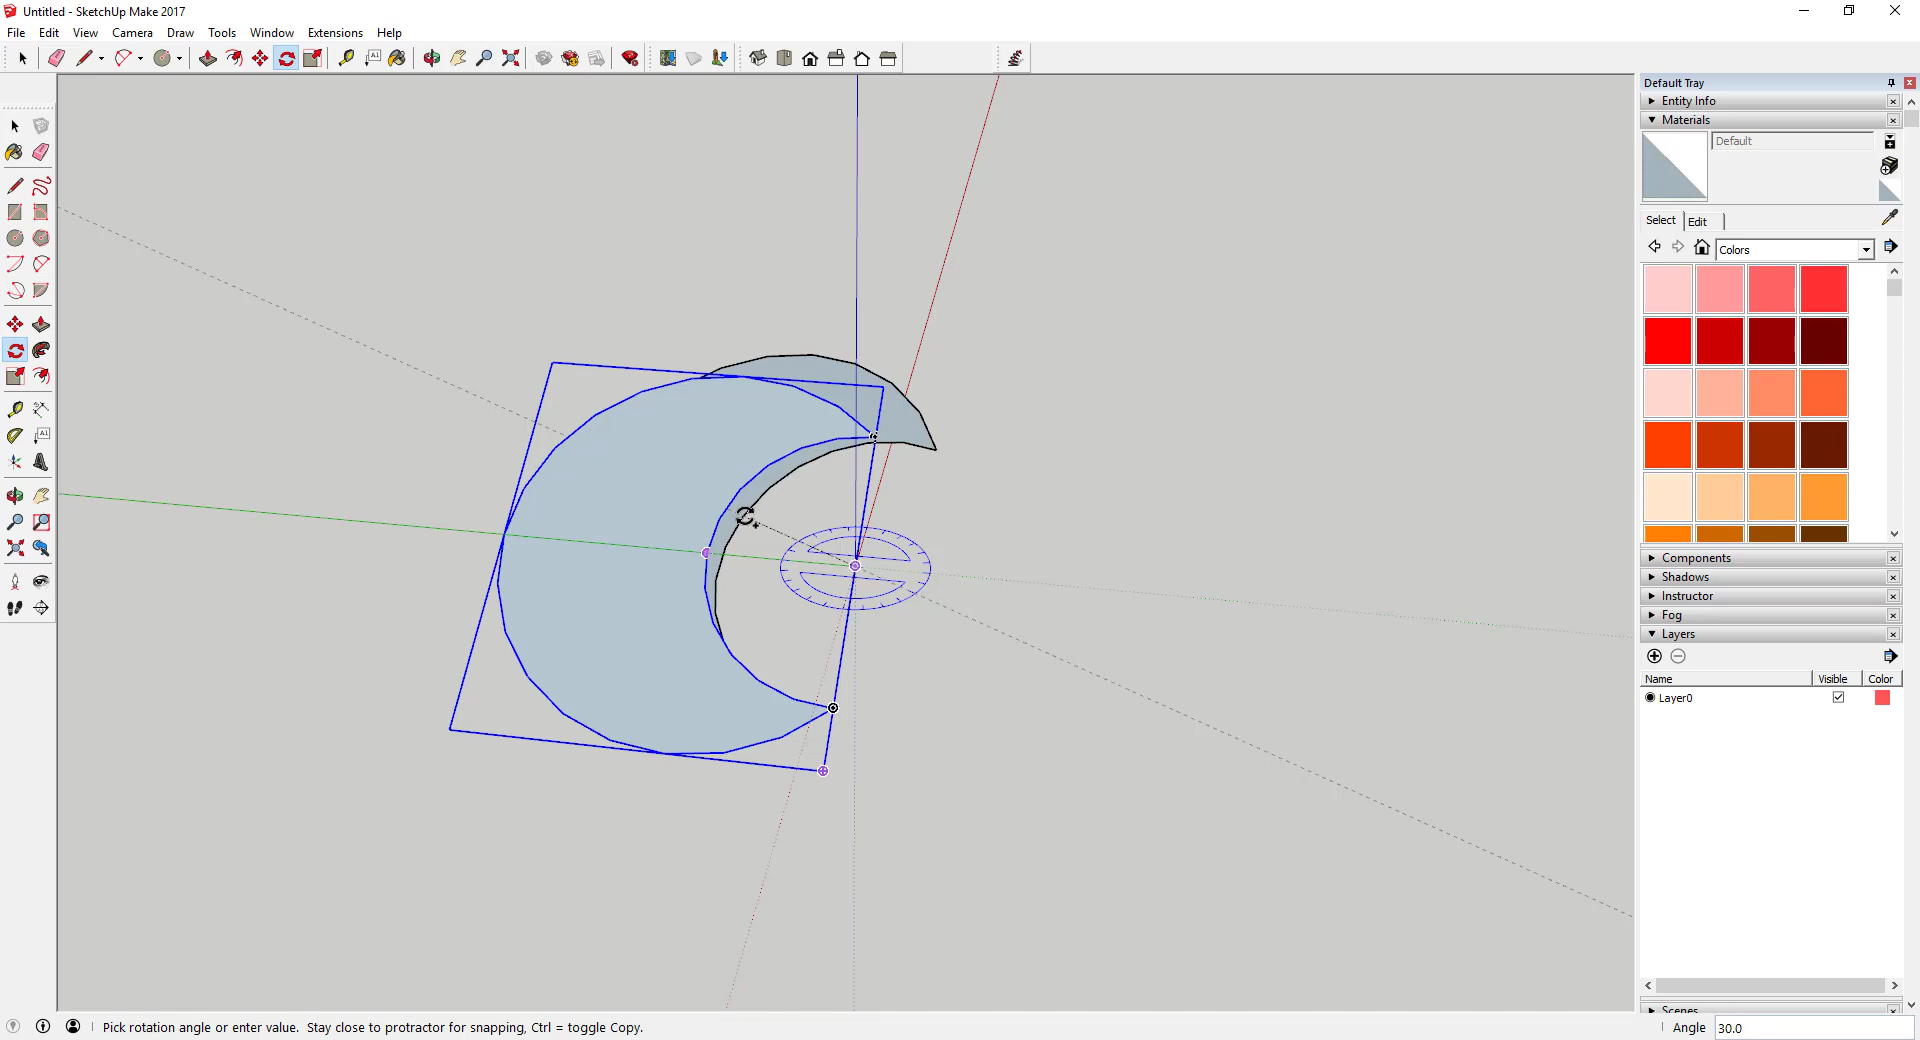 Untitled - SketchUp Make 2017
File Edit View Camera Draw Tools Window Extensions Help
Default Tray
Entity Info
Materials
Default
Select Edit
Colors
Components
Shadows
Instructor
Fog
Layers
Name Visible Color
Layer0
Scenes
Pick rotation angle or enter value. Stay close to protractor for snapping, Ctrl = toggle Copy.
Angle 30.0